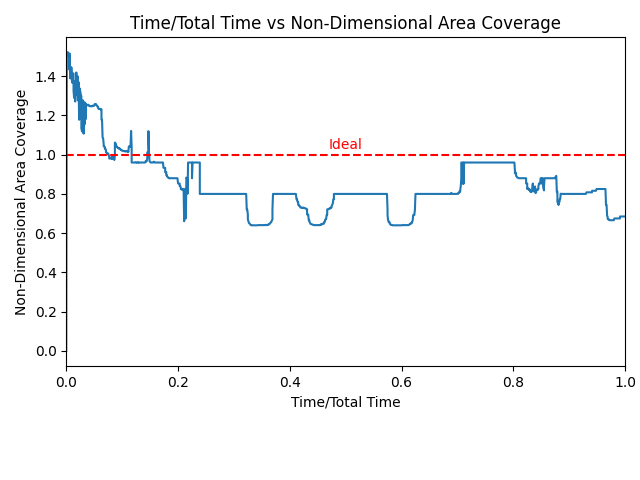 Time/Total Time vs Non-Dimensional Area Coverage
Non-Dimensional Area Coverage
1.4
1.2
1.0
0.8
0.6
0.4
0.2
0.0
Ideal
0.0 0.2 0.4 0.6 0.8 1.0
Time/Total Time